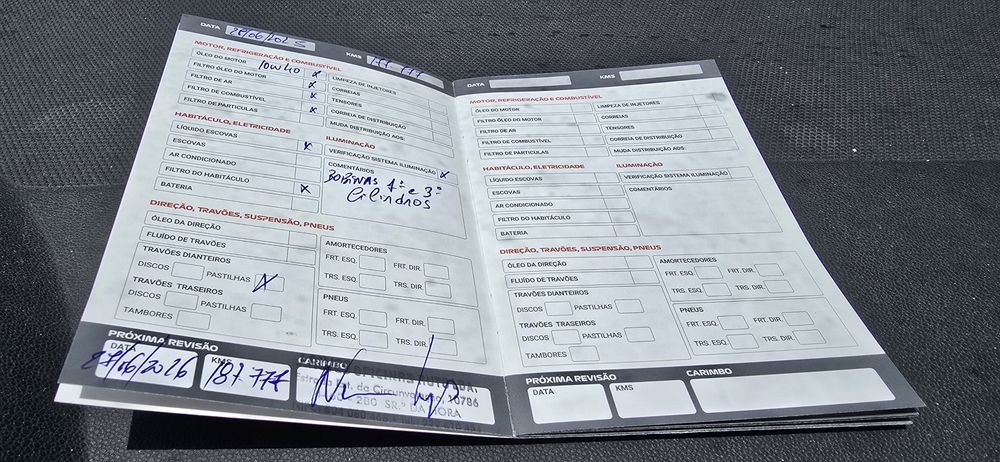 DATA 27/06/2025 KMS
MOTOR, REFRIGERAÇÃO E COMBUSTÍVEL
ÓLEO DO MOTOR 10W40 X LIMPEZA DE INJETORES
FILTRO ÓLEO DO MOTOR X CORREIAS
FILTRO DE AR X TENSORES
FILTRO DE COMBUSTÍVEL CORREIA DE DISTRIBUIÇÃO
FILTRO DE PARTICULAS X MUDA DISTRIBUIÇÃO AOS:
HABITÁCULO, ELETRICIDADE ILUMINAÇÃO
LÍQUIDO ESCOVAS X VERIFICAÇÃO SISTEMA ILUMINAÇÃO X
ESCOVAS COMENTÁRIOS
AR CONDICIONADO BOBINAS 1º e 3º
FILTRO DO HABITÁCULO Cilindros
BATERIA X
DIREÇÃO, TRAVÕES, SUSPENSÃO, PNEUS
ÓLEO DA DIREÇÃO AMORTECEDORES
FLUÍDO DE TRAVÕES FRT. ESQ. FRT. DIR.
TRAVÕES DIANTEIROS TRS. ESQ. TRS. DIR.
DISCOS PASTILHAS X
TRAVÕES TRASEIROS PNEUS
DISCOS PASTILHAS FRT. ESQ. FRT. DIR.
TAMBORES TRS. ESQ. TRS. DIR.
PRÓXIMA REVISÃO CARIMBO
DATA 27/06/2026 KMS 187.777
Circunvalação, 10786
SR.ª DA HORA
DATA KMS
MOTOR, REFRIGERAÇÃO E COMBUSTÍVEL
ÓLEO DO MOTOR LIMPEZA DE INJETORES
FILTRO ÓLEO DO MOTOR CORREIAS
FILTRO DE AR TENSORES
FILTRO DE COMBUSTÍVEL CORREIA DE DISTRIBUIÇÃO
FILTRO DE PARTICULAS MUDA DISTRIBUIÇÃO AOS:
HABITÁCULO, ELETRICIDADE ILUMINAÇÃO
LÍQUIDO ESCOVAS VERIFICAÇÃO SISTEMA ILUMINAÇÃO
ESCOVAS COMENTÁRIOS
AR CONDICIONADO
FILTRO DO HABITÁCULO
BATERIA
DIREÇÃO, TRAVÕES, SUSPENSÃO, PNEUS
ÓLEO DA DIREÇÃO AMORTECEDORES
FLUÍDO DE TRAVÕES FRT. ESQ. FRT. DIR.
TRAVÕES DIANTEIROS TRS. ESQ. TRS. DIR.
DISCOS PASTILHAS PNEUS
TRAVÕES TRASEIROS FRT. ESQ. FRT. DIR.
DISCOS PASTILHAS TRS. ESQ. TRS. DIR.
TAMBORES
PRÓXIMA REVISÃO CARIMBO
DATA KMS